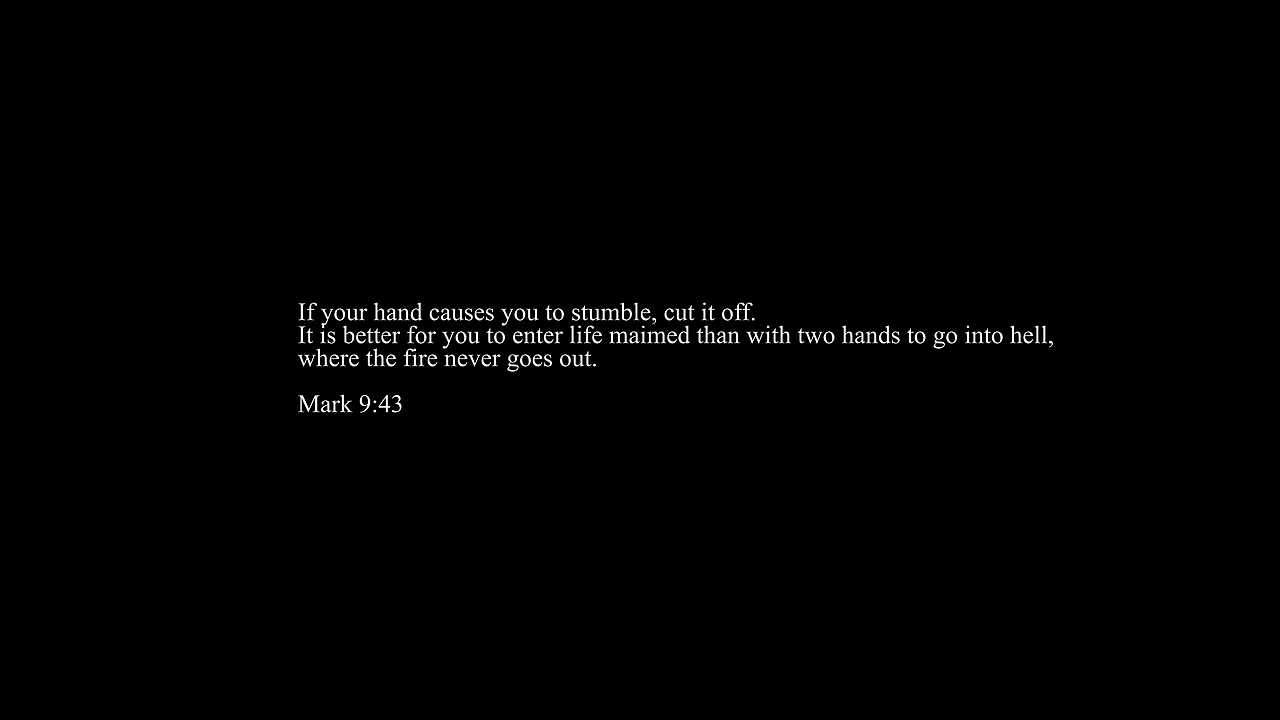 If your hand causes you to stumble, cut it off.
It is better for you to enter life maimed than with two hands to go into hell,
where the fire never goes out.
Mark 9:43